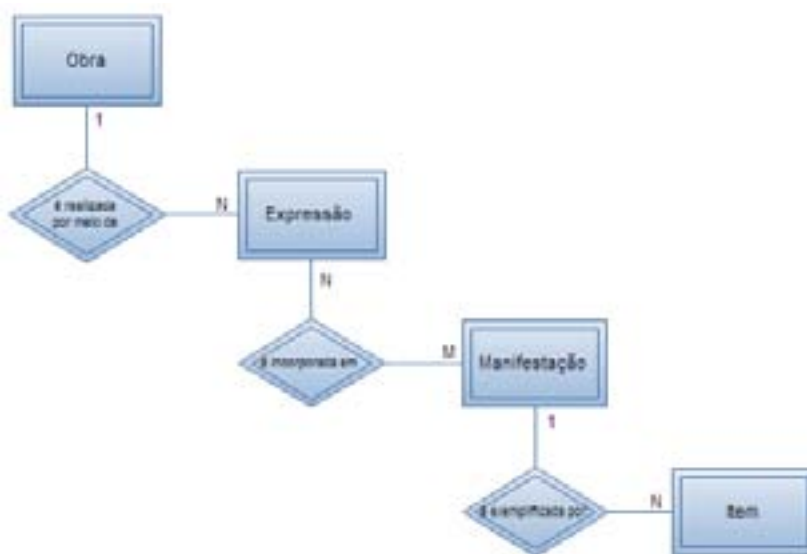 Obra
1
é realizada
por meio de
N
Expressão
N
é incorporada em
M
Manifestação
1
é exemplificada por
N
Item